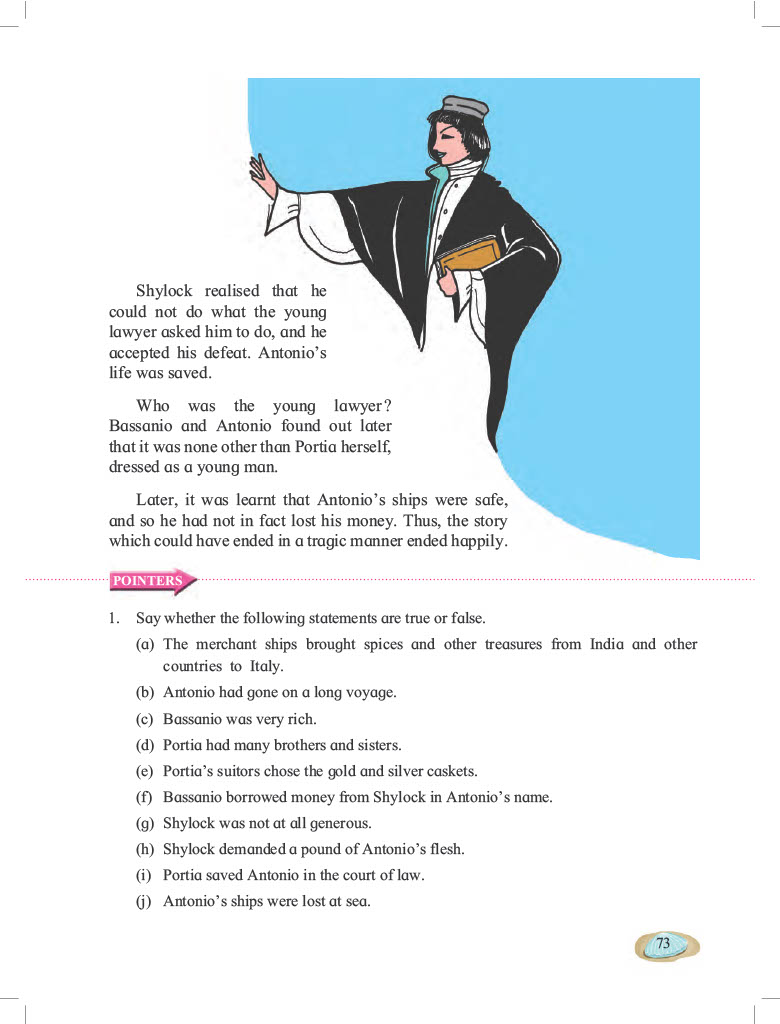 Shylock realised that he
could not do what the young
lawyer asked him to do, and he
accepted his defeat. Antonio's
life was saved.
Who was the young lawyer?
Bassanio and Antonio found out later
that it was none other than Portia herself,
dressed as a young man.
Later, it was learnt that Antonio's ships were safe,
and so he had not in fact lost his money. Thus, the story
which could have ended in a tragic manner ended happily.
POINTERS
1. Say whether the following statements are true or false.
(a) The merchant ships brought spices and other treasures from India and other
countries to Italy.
(b) Antonio had gone on a long voyage.
(c) Bassanio was very rich.
(d) Portia had many brothers and sisters.
(e) Portia's suitors chose the gold and silver caskets.
(f) Bassanio borrowed money from Shylock in Antonio's name.
(g) Shylock was not at all generous.
(h) Shylock demanded a pound of Antonio's flesh.
(i) Portia saved Antonio in the court of law.
(j) Antonio's ships were lost at sea.
73